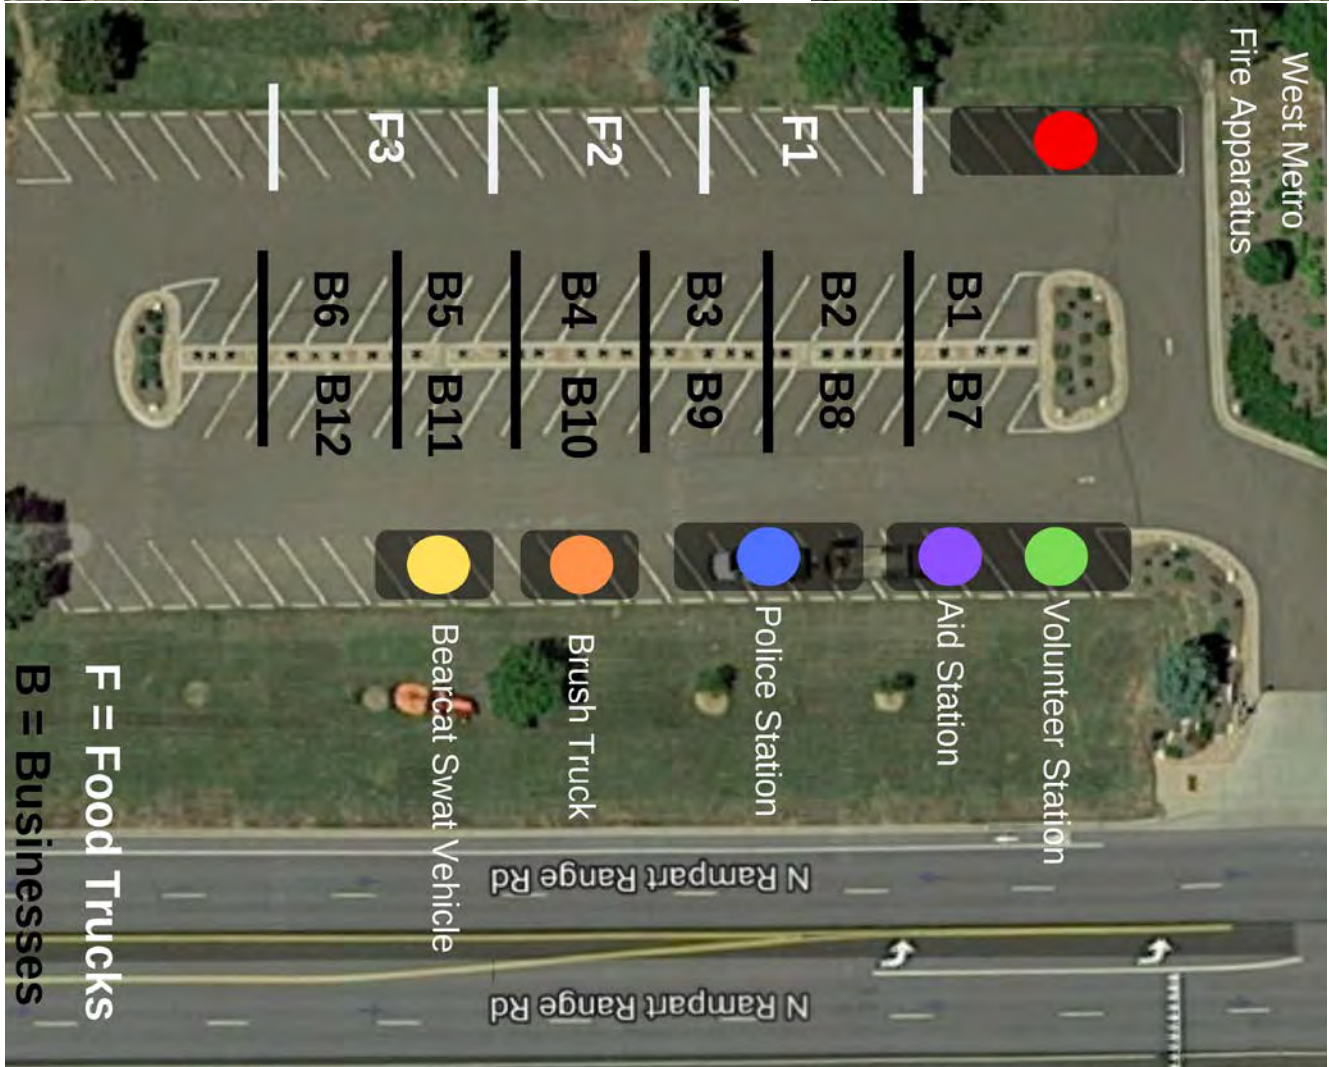 West Metro
Fire Apparatus
F1
F2
F3
B1
B2
B3
B4
B5
B6
B7
B8
B9
B10
B11
B12
Volunteer Station
Aid Station
Police Station
Brush Truck
Bearcat Swat Vehicle
N Rampart Range Rd
N Rampart Range Rd
F = Food Trucks
B = Businesses